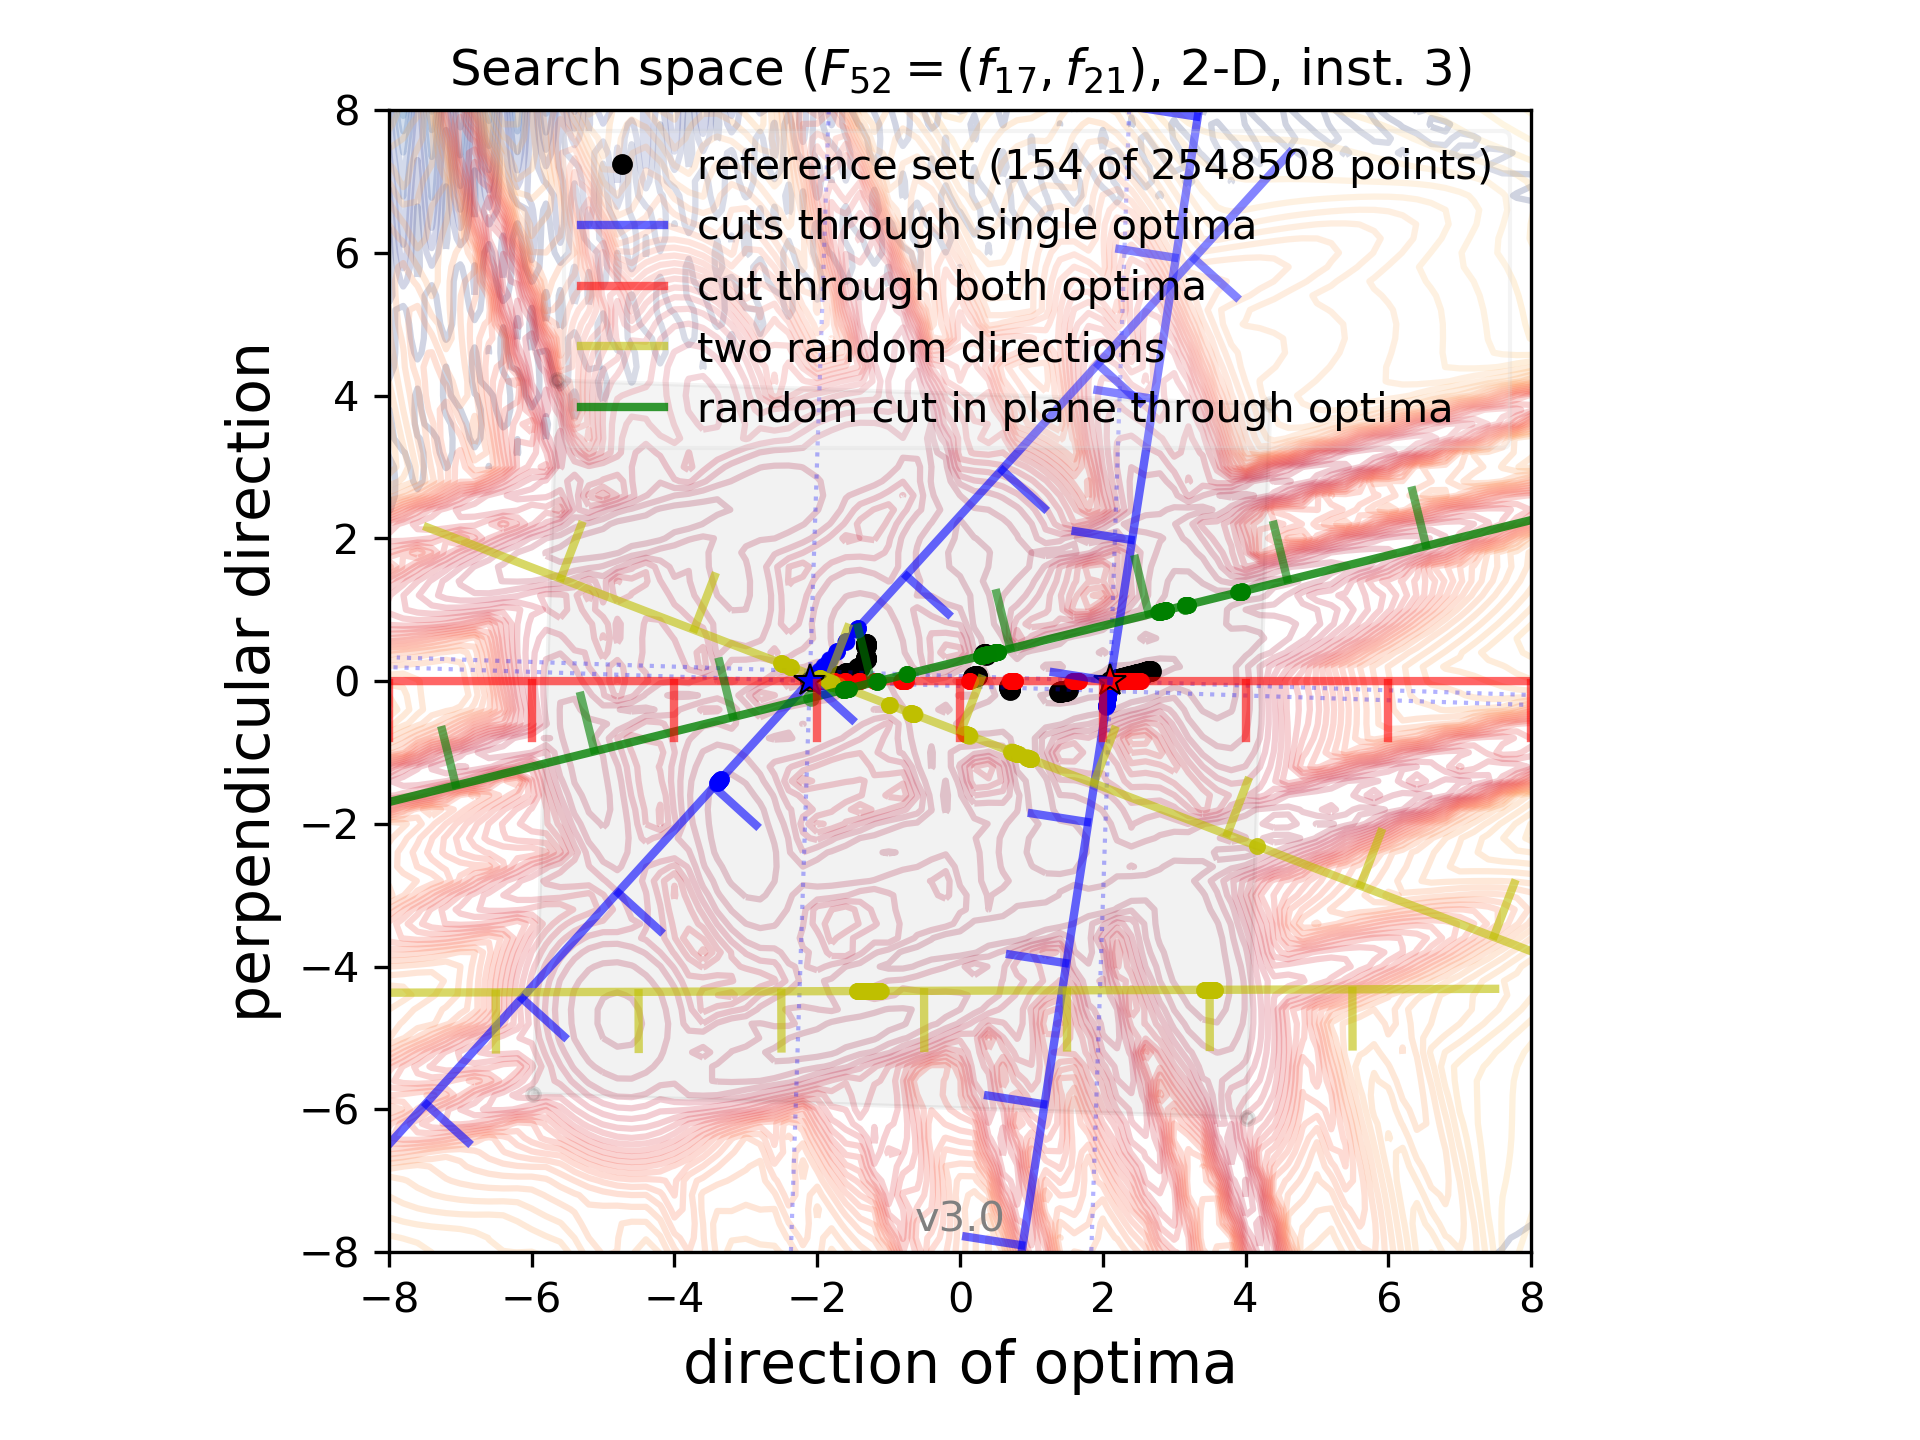 Search space (F52 = (f17, f21), 2-D, inst. 3)
8
6
4
2
0
−2
−4
−6
−8
perpendicular direction
reference set (154 of 2548508 points)
cuts through single optima
cut through both optima
two random directions
random cut in plane through optima
v3.0
−8 −6 −4 −2 0 2 4 6 8
direction of optima